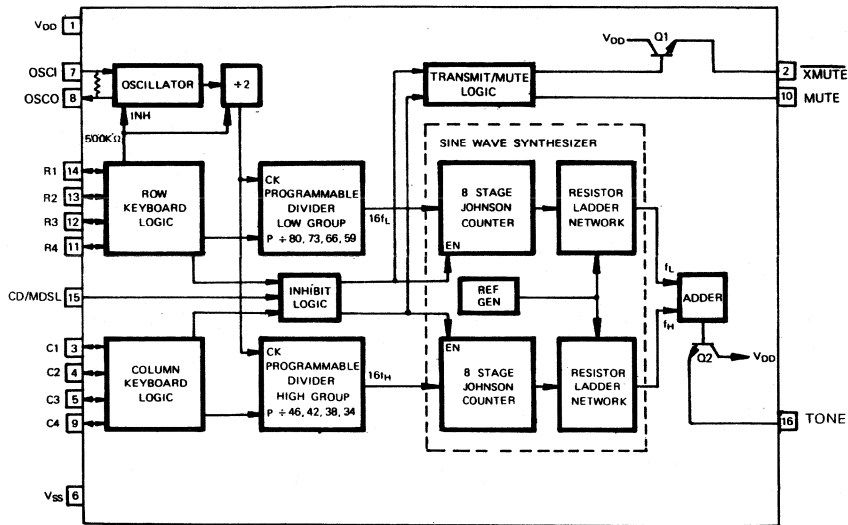 VDD 1
OSCI 7
OSCO 8
OSCILLATOR
÷2
INH
500K Ω
R1 14
R2 13
R3 12
R4 11
ROW
KEYBOARD
LOGIC
CD/MDSL 15
C1 3
C2 4
C3 5
C4 9
COLUMN
KEYBOARD
LOGIC
VSS 6
CK
PROGRAMMABLE
DIVIDER
LOW GROUP
P ÷ 80, 73, 66, 59
16fL
INHIBIT
LOGIC
CK
PROGRAMMABLE
DIVIDER
HIGH GROUP
P ÷ 46, 42, 38, 34
16fH
TRANSMIT/MUTE
LOGIC
VDD
Q1
2 XMUTE
10 MUTE
SINE WAVE SYNTHESIZER
8 STAGE
JOHNSON
COUNTER
EN
RESISTOR
LADDER
NETWORK
REF
GEN
EN
8 STAGE
JOHNSON
COUNTER
RESISTOR
LADDER
NETWORK
fL
fH
ADDER
Q2
VDD
16 TONE